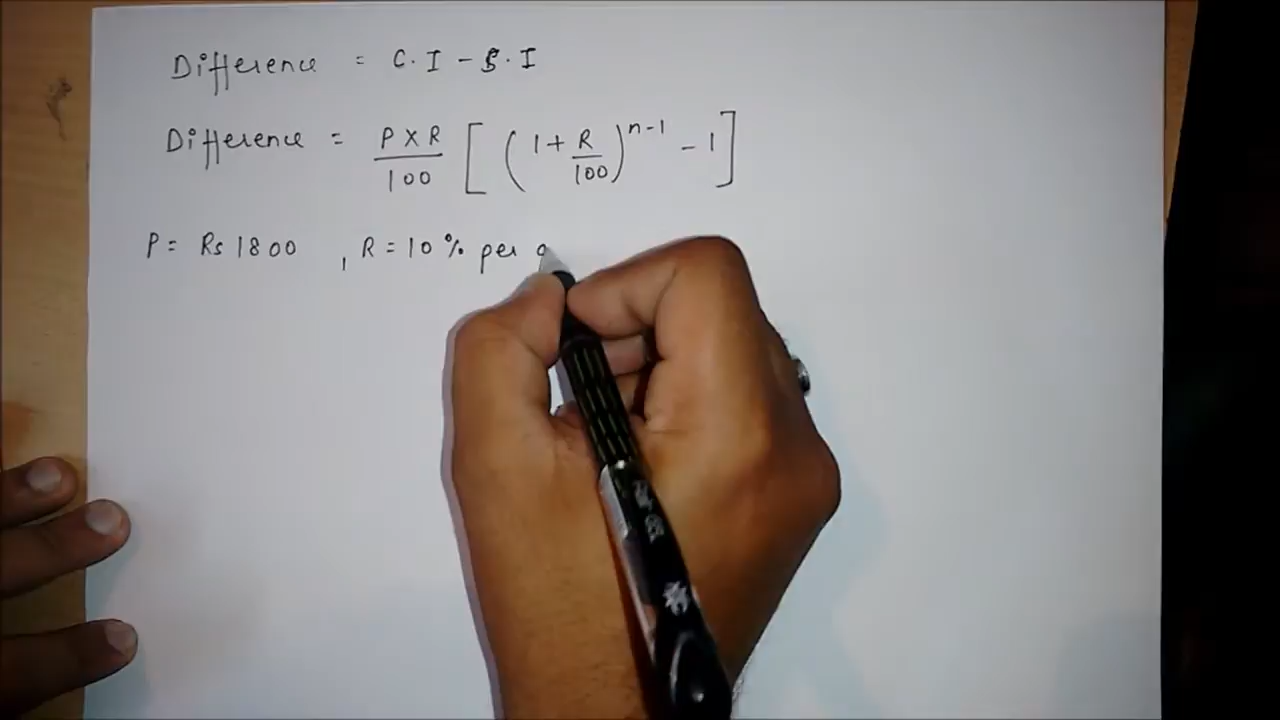 Difference = C.I - S.I
Difference = P X R / 100 [ ( 1 + R / 100 )^n-1 - 1 ]
P = Rs 1800 , R = 10 % per a